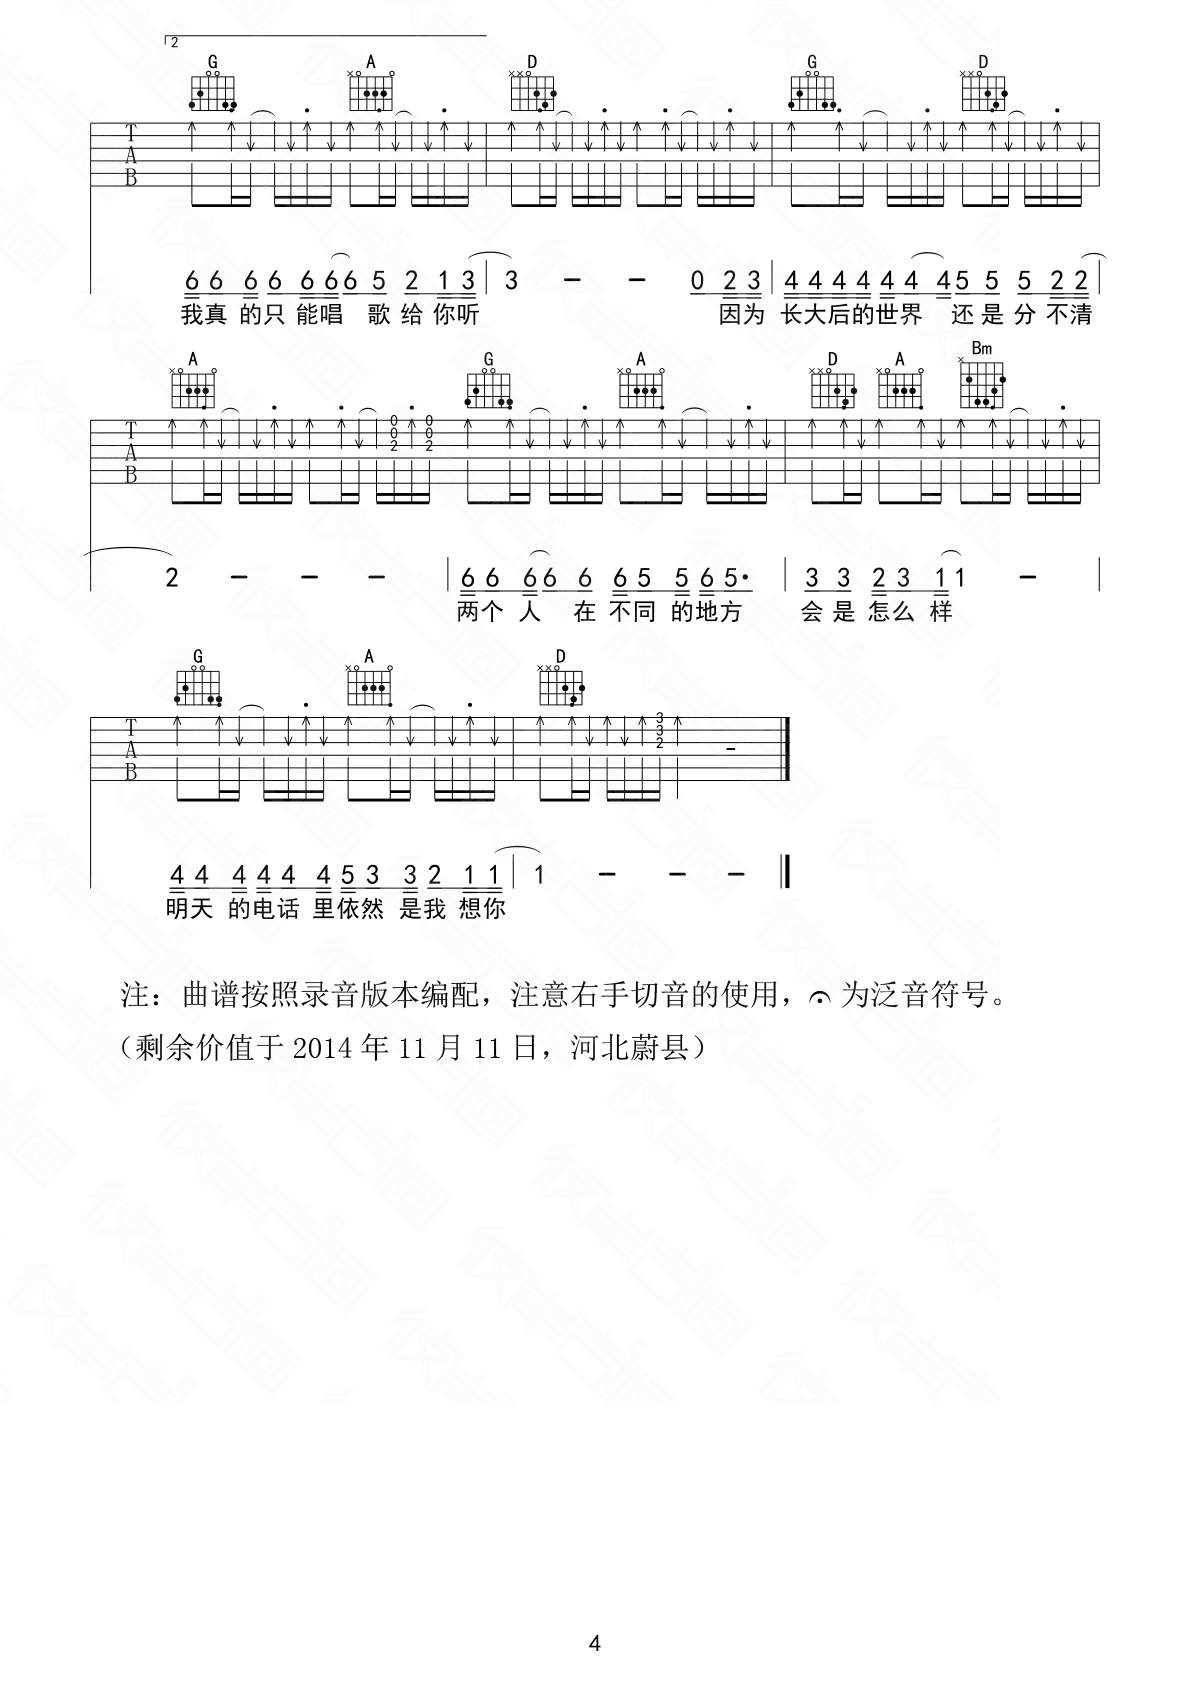 2
G A D G D
T
A
B
6 6 6 6 6 6 6 5 2 1 3 3 — — 0 2 3 4 4 4 4 4 4 4 5 5 5 2 2
我真的只能唱 歌给你听 因为 长大后的世界 还是分不清
A G A D A Bm
T
A
B
0 0
0 0
2 2
2 — — — 6 6 6 6 6 6 5 5 6 5· 3 3 2 3 1 1 —
两个人 在不同的地方 会是怎么样
G A D
T
A
B
3
3
2
–
4 4 4 4 4 4 5 3 3 2 1 1 1 — — —
明天的电话里依然是我想你
注：曲谱按照录音版本编配，注意右手切音的使用，𝄐 为泛音符号。
（剩余价值于 2014 年 11 月 11 日，河北蔚县）
4